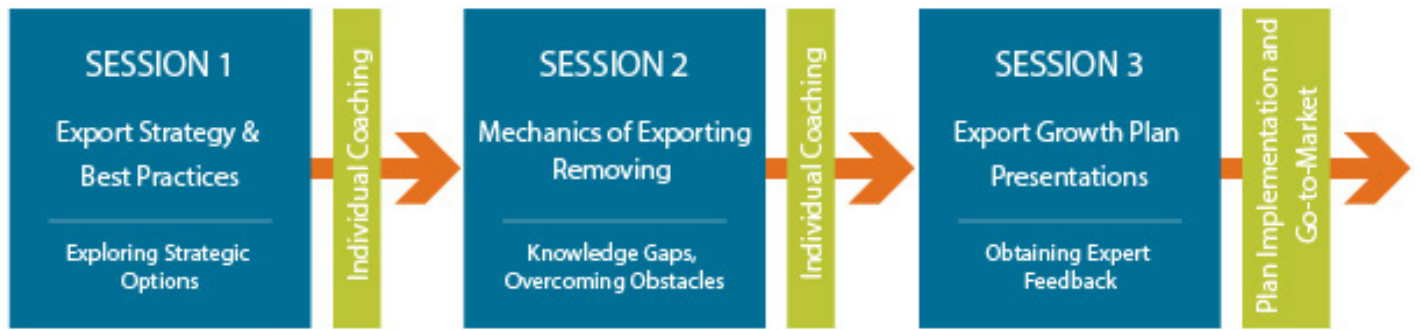 SESSION 1
Export Strategy &
Best Practices
Exploring Strategic
Options
Individual Coaching
SESSION 2
Mechanics of Exporting
Removing
Knowledge Gaps,
Overcoming Obstacles
Individual Coaching
SESSION 3
Export Growth Plan
Presentations
Obtaining Expert
Feedback
Plan Implementation and
Go-to-Market